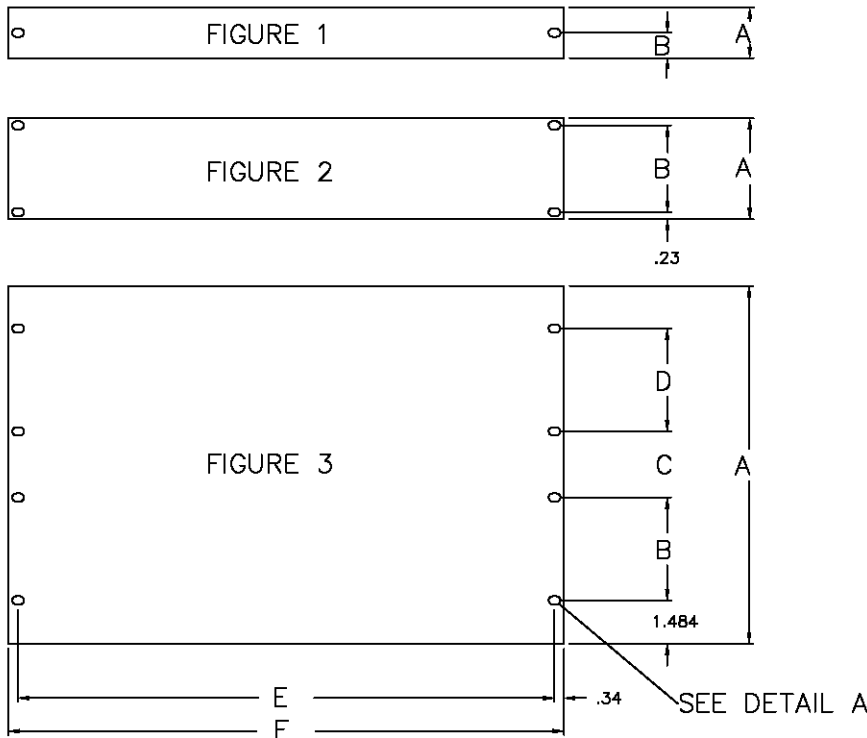 FIGURE 1
B
A
FIGURE 2
B
A
.23
D
FIGURE 3
C
A
B
1.484
E
.34
SEE DETAIL A
F